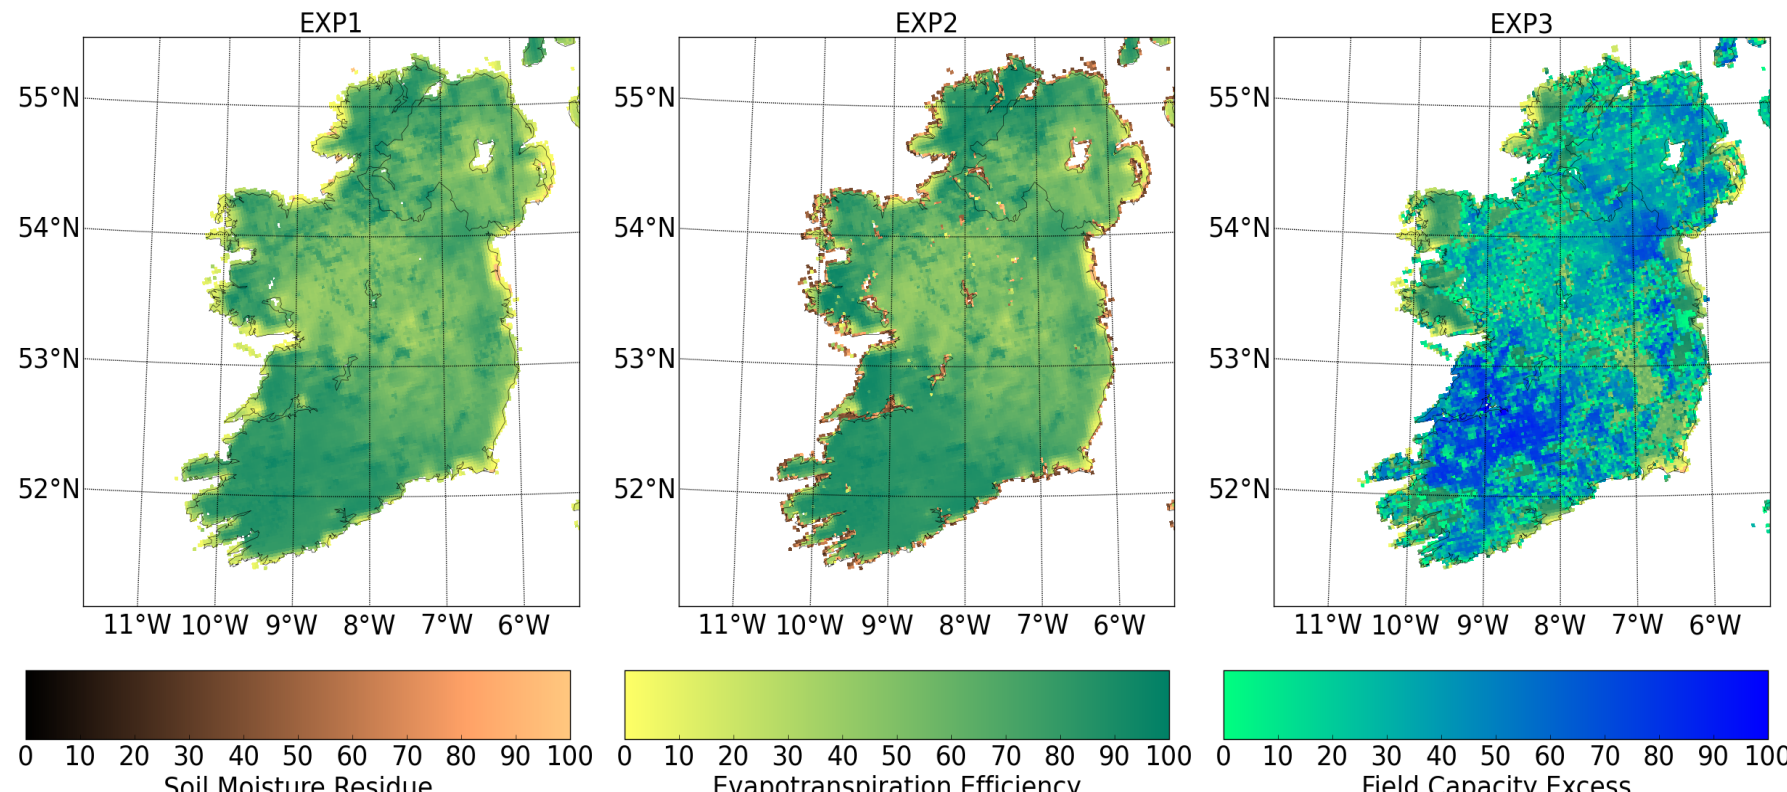 EXP1 EXP2 EXP3
55°N 55°N 55°N
54°N 54°N 54°N
53°N 53°N 53°N
52°N 52°N 52°N
11°W 10°W 9°W 8°W 7°W 6°W 11°W 10°W 9°W 8°W 7°W 6°W 11°W 10°W 9°W 8°W 7°W 6°W
0 10 20 30 40 50 60 70 80 90 100 0 10 20 30 40 50 60 70 80 90 100 0 10 20 30 40 50 60 70 80 90 100
Soil Moisture Residue Evapotranspiration Efficiency Field Capacity Excess